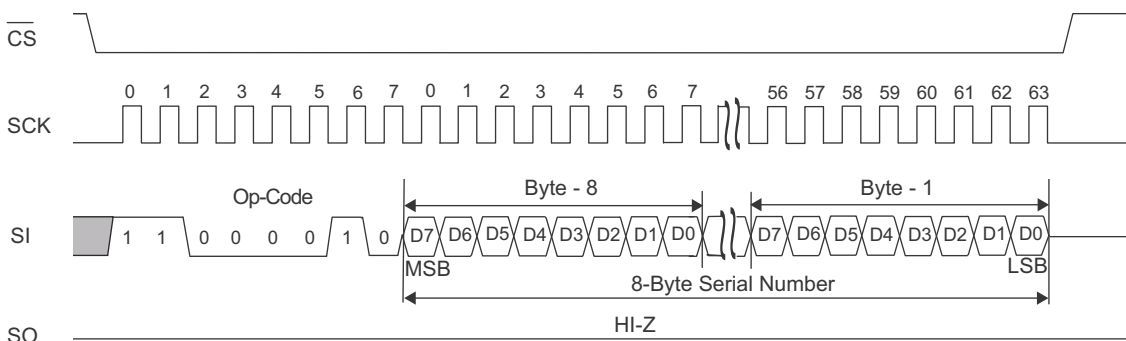 CS
0 1 2 3 4 5 6 7 0 1 2 3 4 5 6 7 56 57 58 59 60 61 62 63
SCK
Op-Code Byte - 8 Byte - 1
SI 1 1 0 0 0 0 1 0 D7 D6 D5 D4 D3 D2 D1 D0 D7 D6 D5 D4 D3 D2 D1 D0
MSB LSB
8-Byte Serial Number
HI-Z
SO